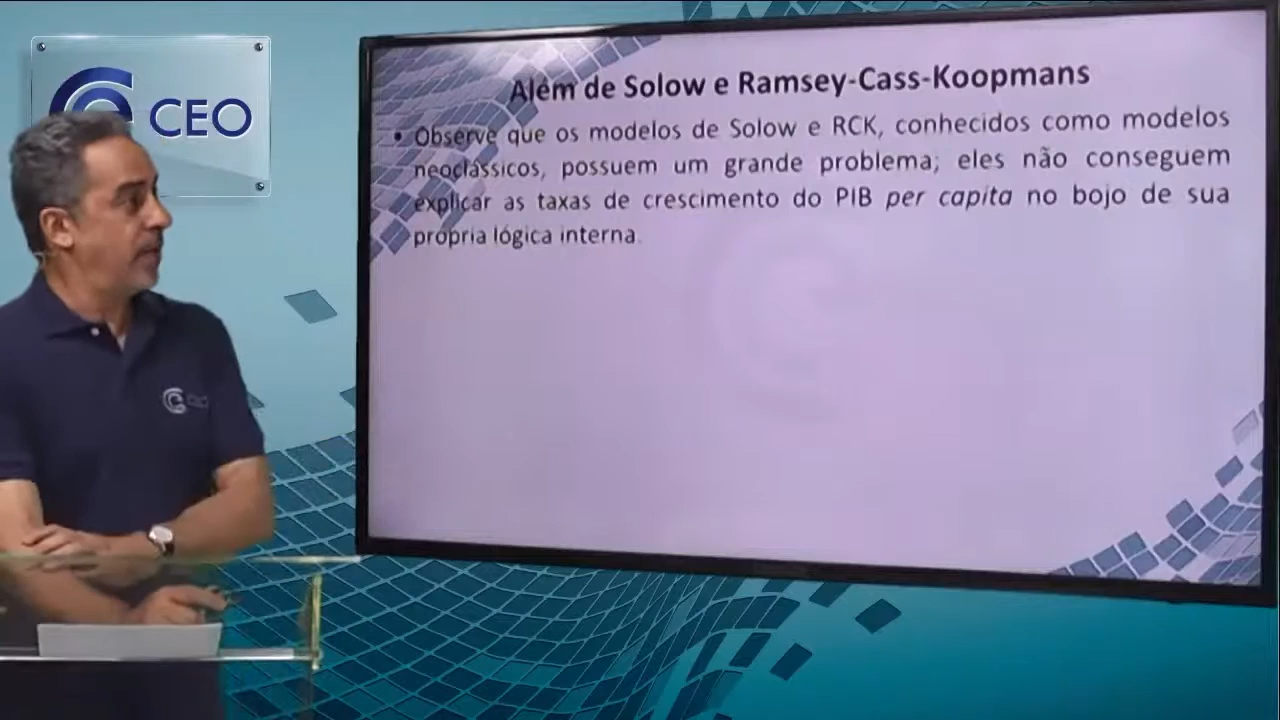 CEO
Além de Solow e Ramsey-Cass-Koopmans
• Observe que os modelos de Solow e RCK, conhecidos como modelos
neoclássicos, possuem um grande problema; eles não conseguem
explicar as taxas de crescimento do PIB per capita no bojo de sua
propria lógica interna.